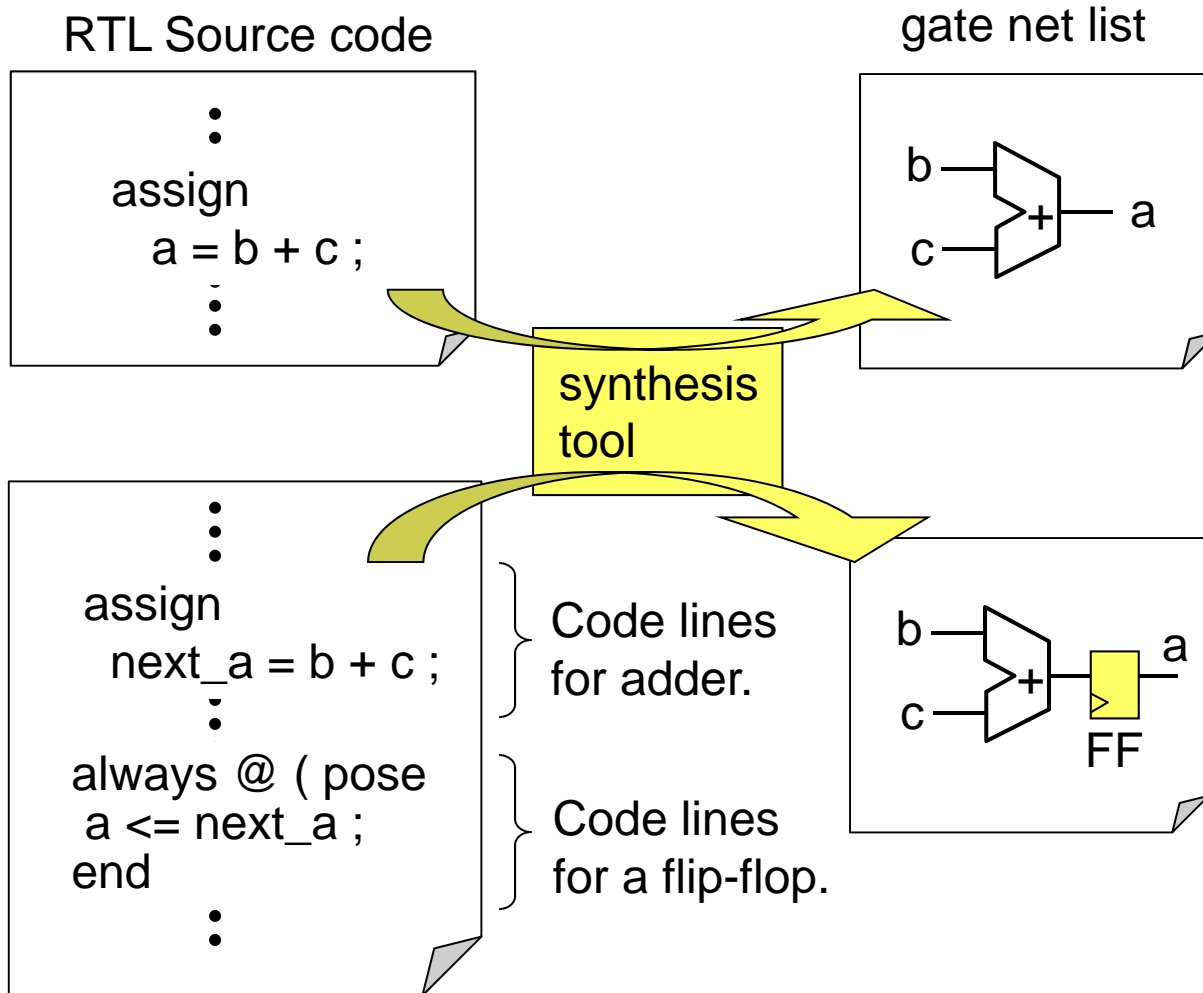 RTL Source code
assign
a = b + c ;
gate net list
b
+
a
c
synthesis
tool
assign
next_a = b + c ;
always @ ( pose
a <= next_a ;
end
Code lines
for adder.
Code lines
for a flip-flop.
b
+
a
c
FF